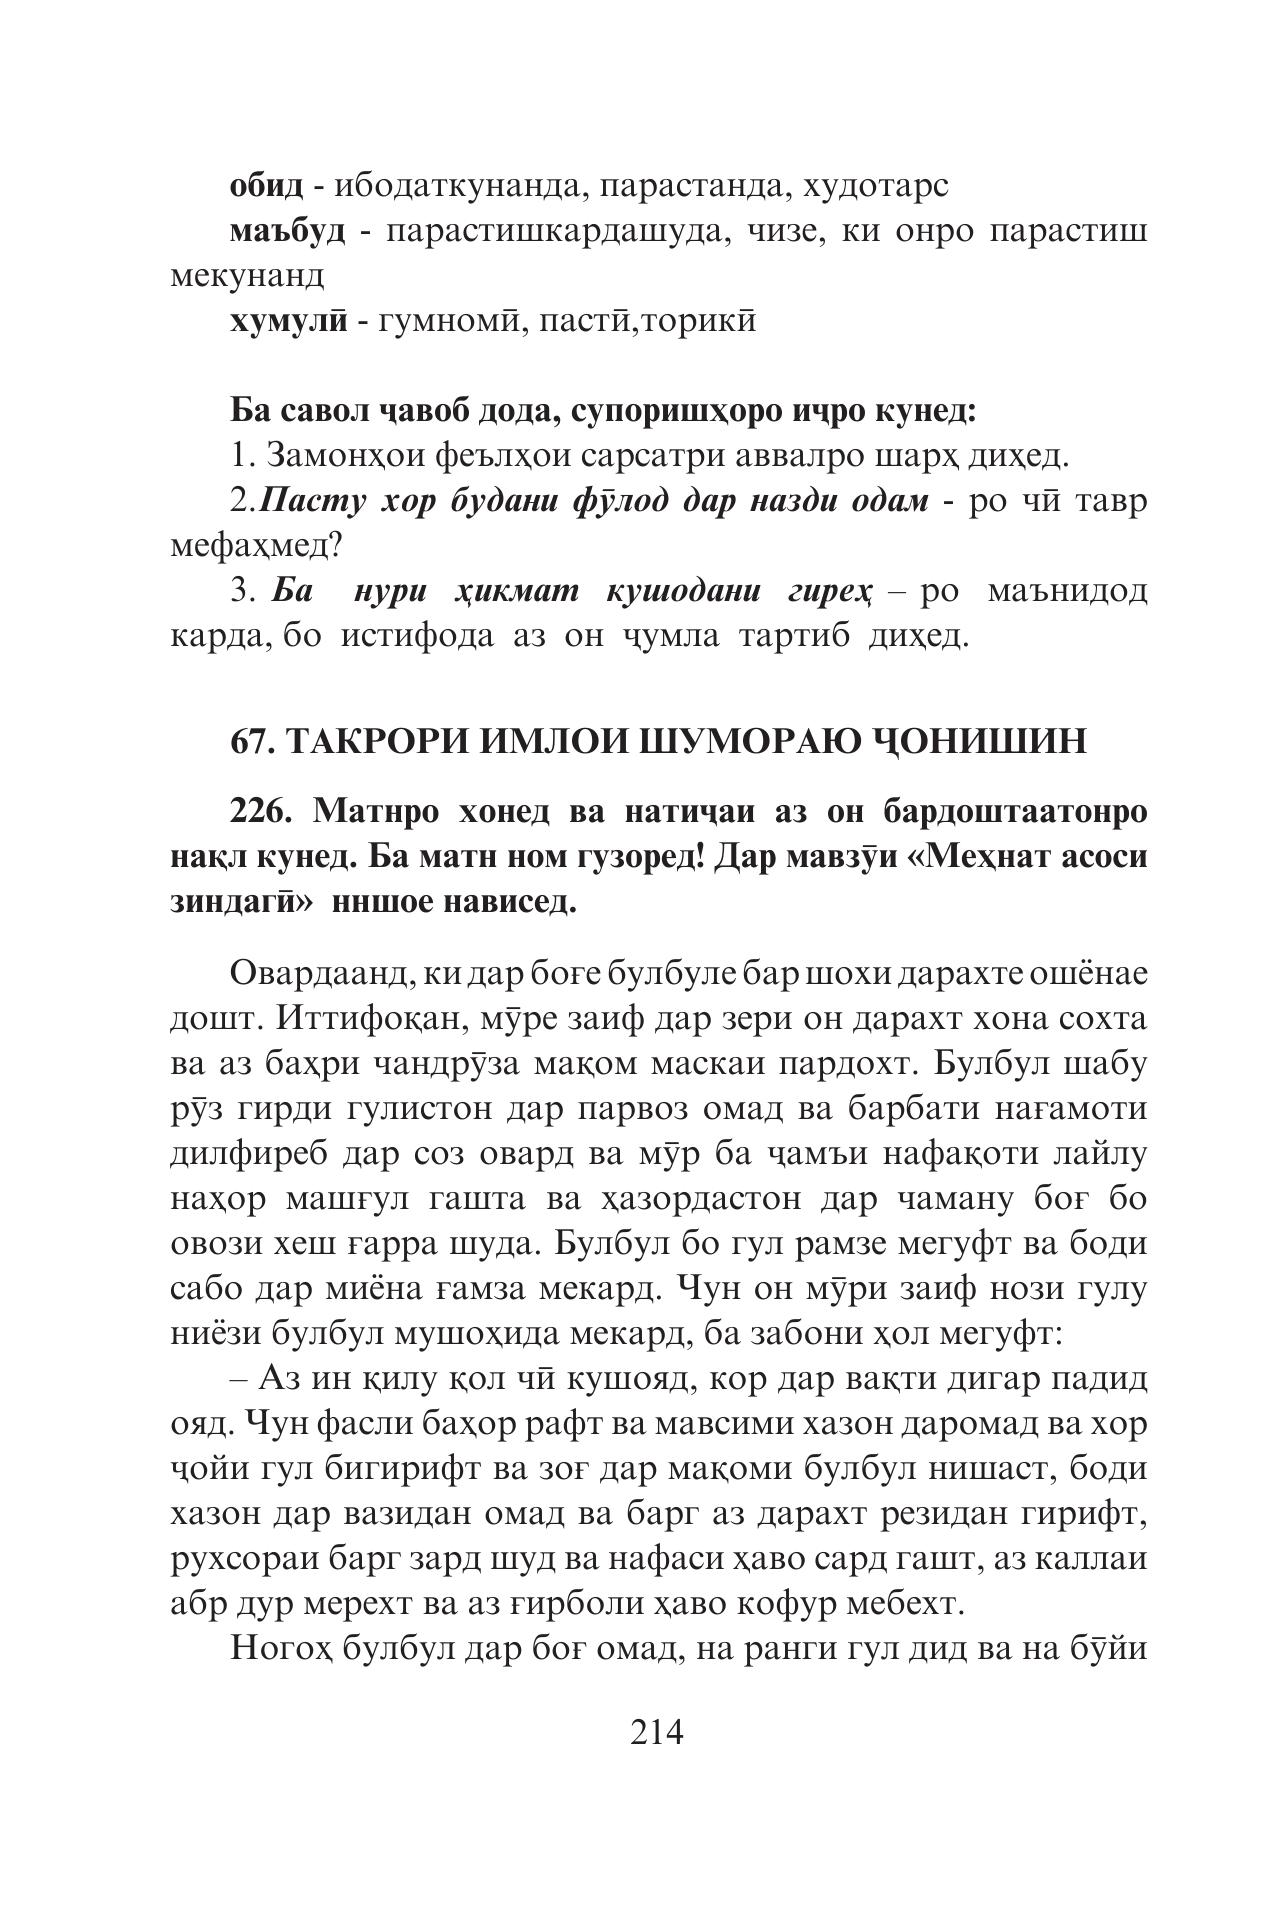 обид - ибодаткунанда, парастанда, худотарс
маъбуд - парастишкардашуда, чизе, ки онро парастиш
мекунанд
хумулӣ - гумномӣ, пастӣ,торикӣ
Ба савол ҷавоб дода, супоришҳоро иҷро кунед:
1. Замонҳои феълҳои сарсатри аввалро шарҳ диҳед.
2.Пасту хор будани фӯлод дар назди одам - ро чӣ тавр
мефаҳмед?
3. Ба нури ҳикмат кушодани гиреҳ – ро маънидод
карда, бо истифода аз он ҷумла тартиб диҳед.
67. ТАКРОРИ ИМЛОИ ШУМОРАЮ ҶОНИШИН
226. Матнро хонед ва натиҷаи аз он бардоштаатонро
нақл кунед. Ба матн ном гузоред! Дар мавзӯи «Меҳнат асоси
зиндагӣ» нншое нависед.
Овардаанд, ки дар боғе булбуле бар шохи дарахте ошёнае
дошт. Иттифоқан, мӯре заиф дар зери он дарахт хона сохта
ва аз баҳри чандрӯза мақом маскаи пардохт. Булбул шабу
рӯз гирди гулистон дар парвоз омад ва барбати нағамоти
дилфиреб дар соз овард ва мӯр ба ҷамъи нафақоти лайлу
наҳор машғул гашта ва ҳазордастон дар чаману боғ бо
овози хеш ғарра шуда. Булбул бо гул рамзе мегуфт ва боди
сабо дар миёна ғамза мекард. Чун он мӯри заиф нози гулу
ниёзи булбул мушоҳида мекард, ба забони ҳол мегуфт:
– Аз ин қилу қол чӣ кушояд, кор дар вақти дигар падид
ояд. Чун фасли баҳор рафт ва мавсими хазон даромад ва хор
ҷойи гул бигирифт ва зоғ дар мақоми булбул нишаст, боди
хазон дар вазидан омад ва барг аз дарахт резидан гирифт,
рухсораи барг зард шуд ва нафаси ҳаво сард гашт, аз каллаи
абр дур мерехт ва аз ғирболи ҳаво кофур мебехт.
Ногоҳ булбул дар боғ омад, на ранги гул дид ва на бӯйи
214